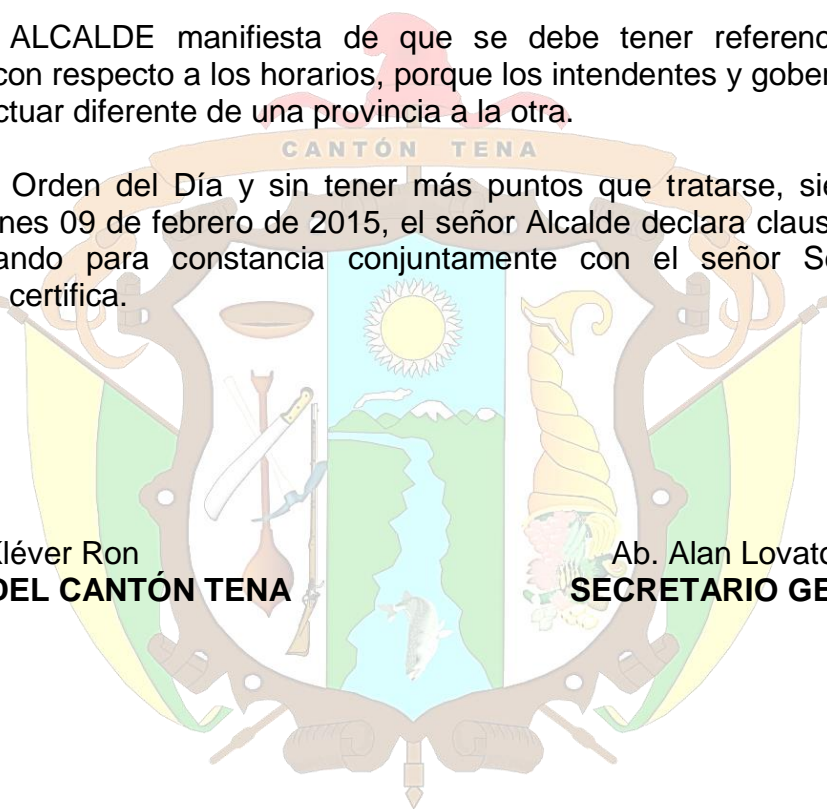 ALCALDE manifiesta de que se debe tener referenc
con respecto a los horarios, porque los intendentes y gober
ctuar diferente de una provincia a la otra.
CANTÓN TENA
Orden del Día y sin tener más puntos que tratarse, sie
nes 09 de febrero de 2015, el señor Alcalde declara claus
ando para constancia conjuntamente con el señor Se
certifica.
Kléver Ron
Ab. Alan Lovato
DEL CANTÓN TENA
SECRETARIO GE